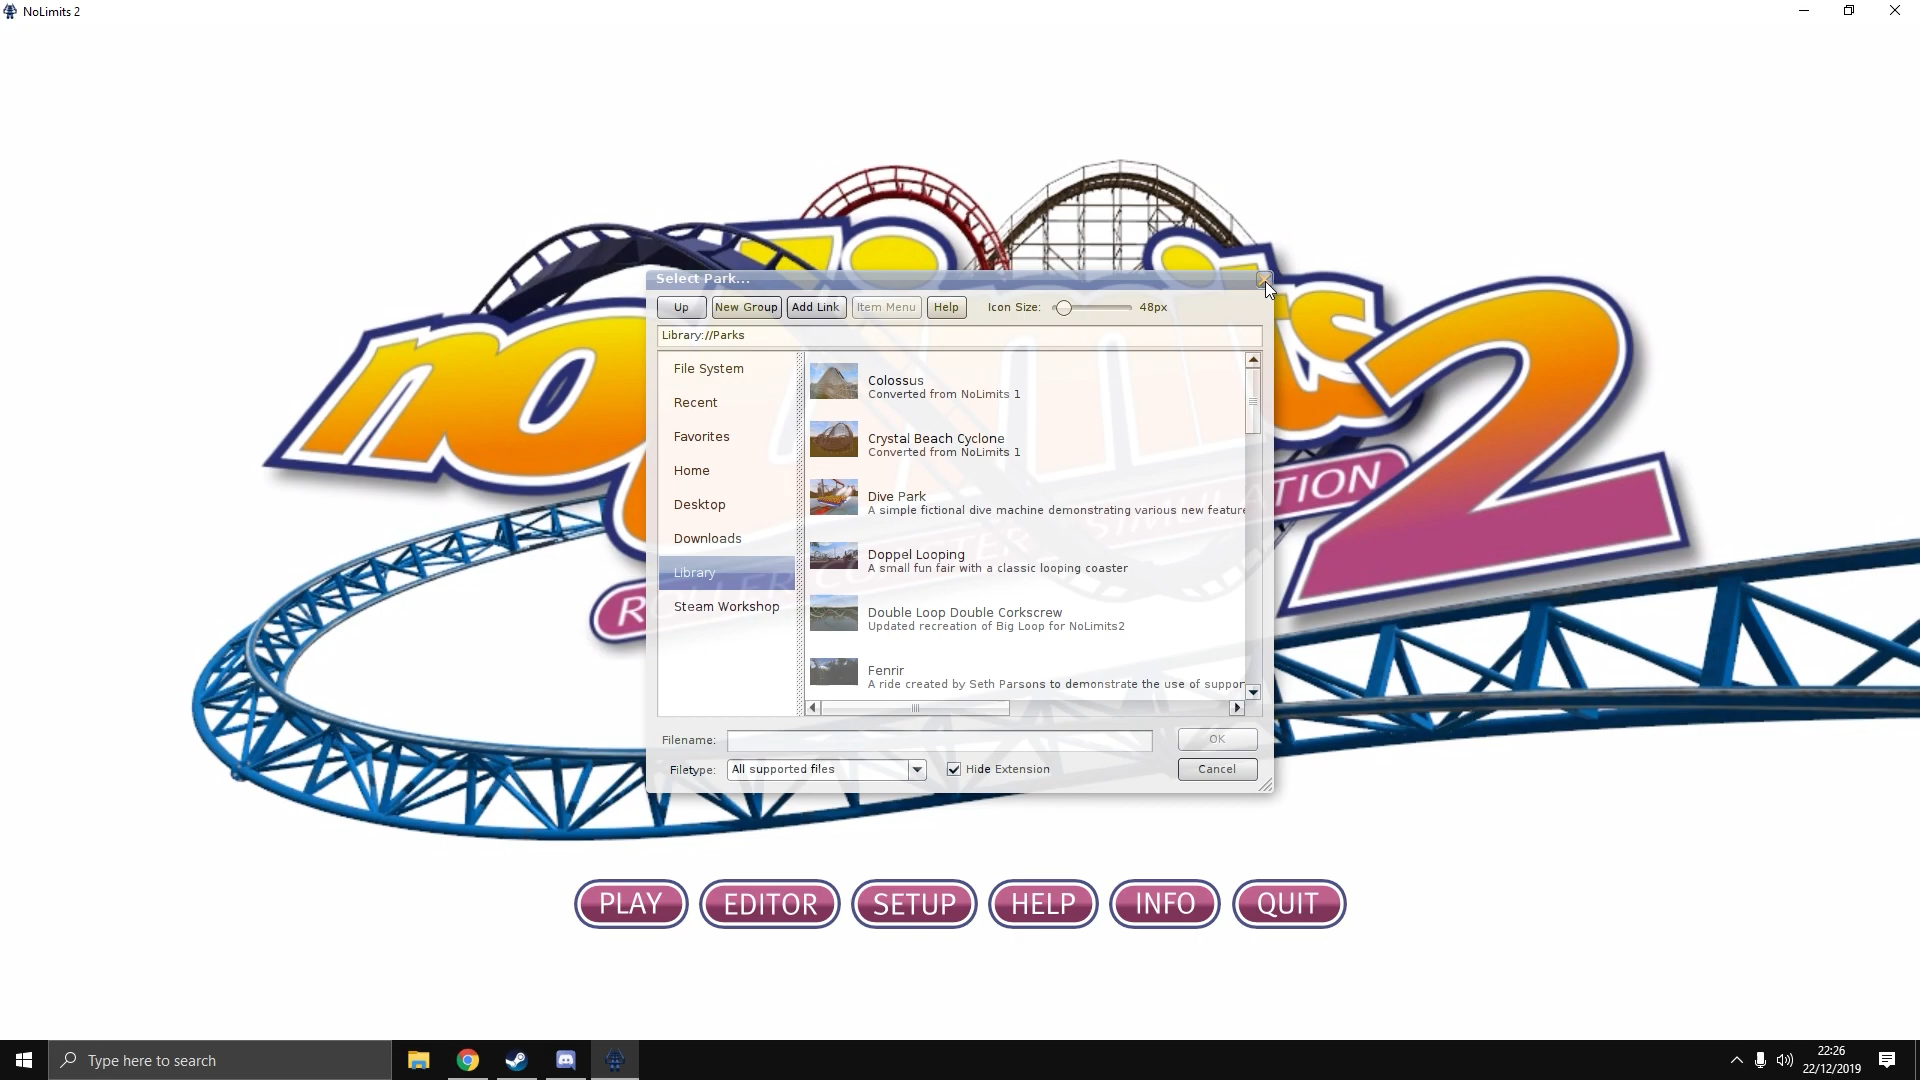 NoLimits 2
nolimits 2
ROLLER COASTER SIMULATION
Select Park...
Up New Group Add Link Item Menu Help Icon Size: 48px
Library://Parks
File System
Recent
Favorites
Home
Desktop
Downloads
Library
Steam Workshop
Colossus
Converted from NoLimits 1
Crystal Beach Cyclone
Converted from NoLimits 1
Dive Park
A simple fictional dive machine demonstrating various new feature
Doppel Looping
A small fun fair with a classic looping coaster
Double Loop Double Corkscrew
Updated recreation of Big Loop for NoLimits2
Fenrir
A ride created by Seth Parsons to demonstrate the use of suppor
Filename: OK
Filetype: All supported files Hide Extension Cancel
PLAY EDITOR SETUP HELP INFO QUIT
Type here to search
22:26
22/12/2019